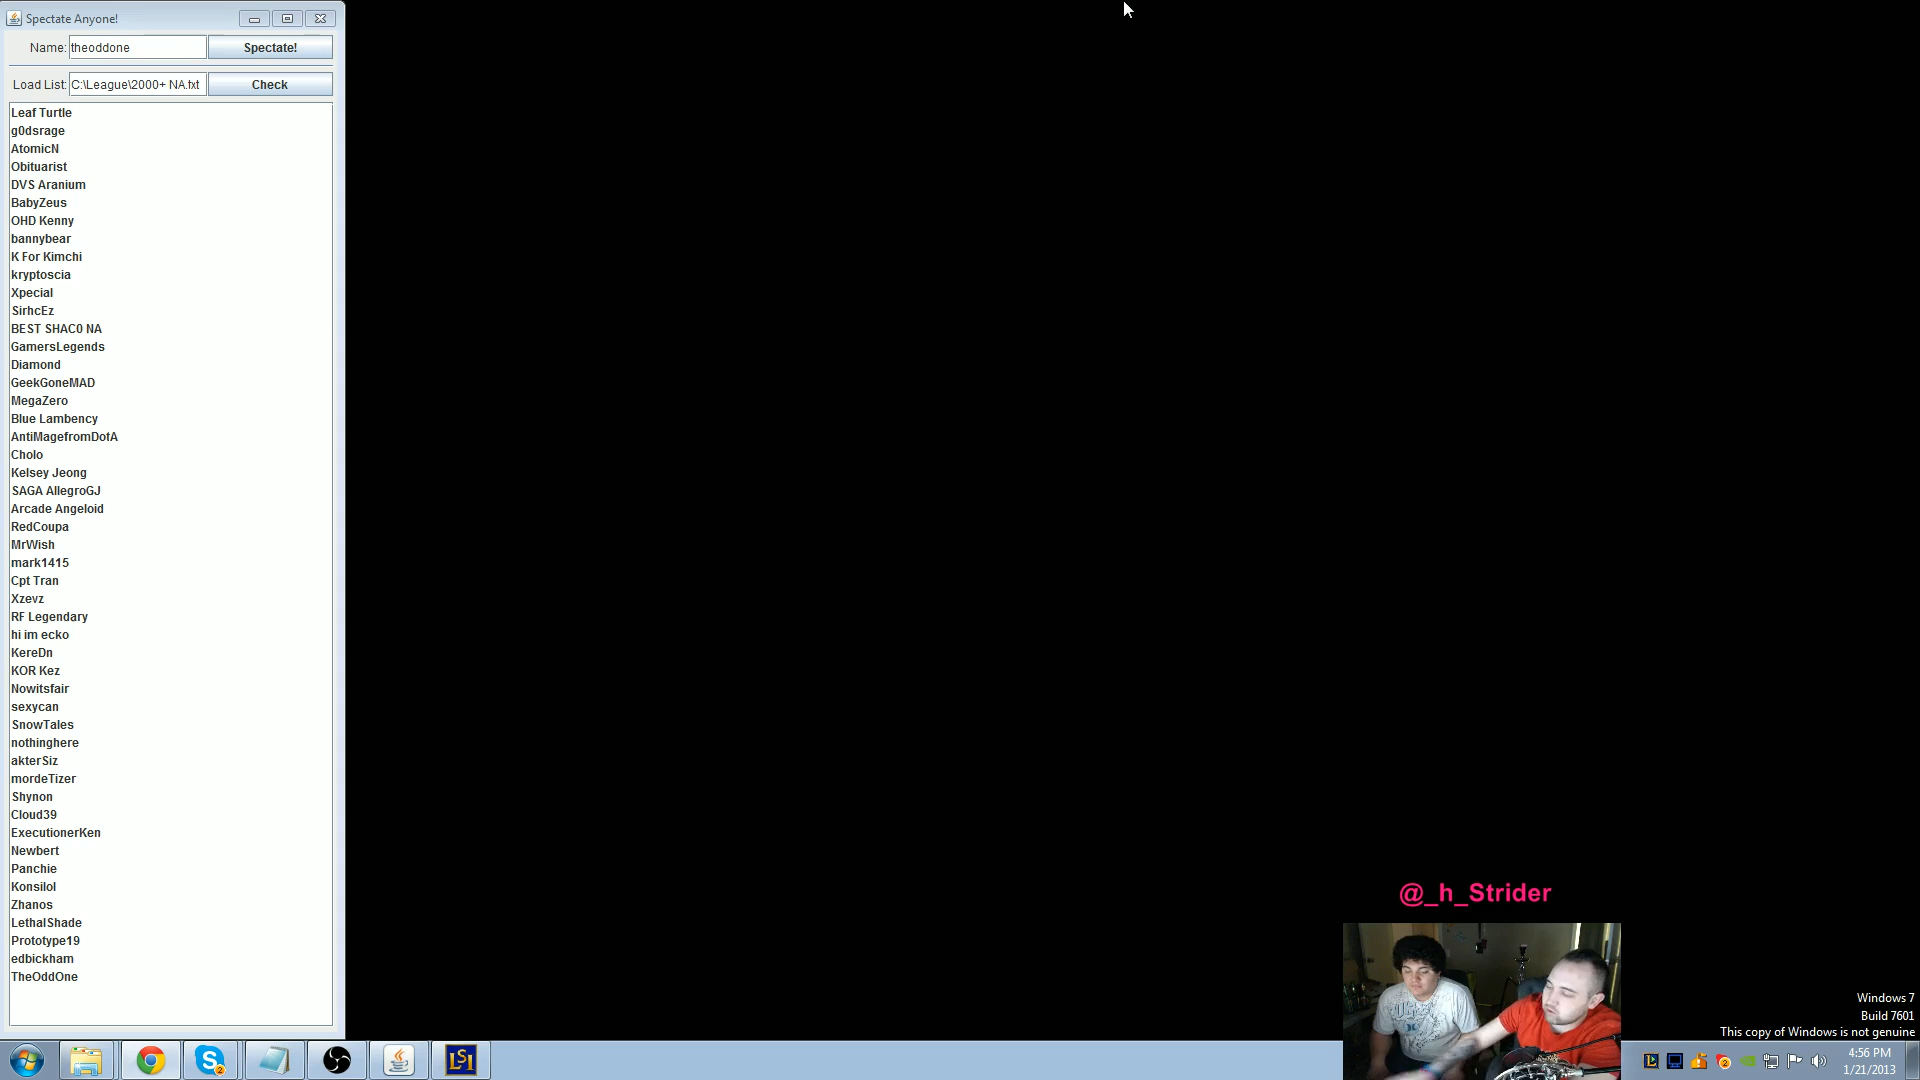 Spectate Anyone!
Name: theoddone Spectate!
Load List: C:\League\2000+ NA.txt Check
Leaf Turtle
g0dsrage
AtomicN
Obituarist
DVS Aranium
BabyZeus
OHD Kenny
bannybear
K For Kimchi
kryptoscia
Xpecial
SirhcEz
BEST SHAC0 NA
GamersLegends
Diamond
GeekGoneMAD
MegaZero
Blue Lambency
AntiMagefromDotA
Cholo
Kelsey Jeong
SAGA AllegroGJ
Arcade Angeloid
RedCoupa
MrWish
mark1415
Cpt Tran
Xzevz
RF Legendary
hi im ecko
KereDn
KOR Kez
Nowitsfair
sexycan
SnowTales
nothinghere
akterSiz
mordeTizer
Shynon
Cloud39
ExecutionerKen
Newbert
Panchie
Konsilol
Zhanos
LethalShade
Prototype19
edbickham
TheOddOne
@_h_Strider
Windows 7
Build 7601
This copy of Windows is not genuine
S 2
LSI
2
4:56 PM
1/21/2013